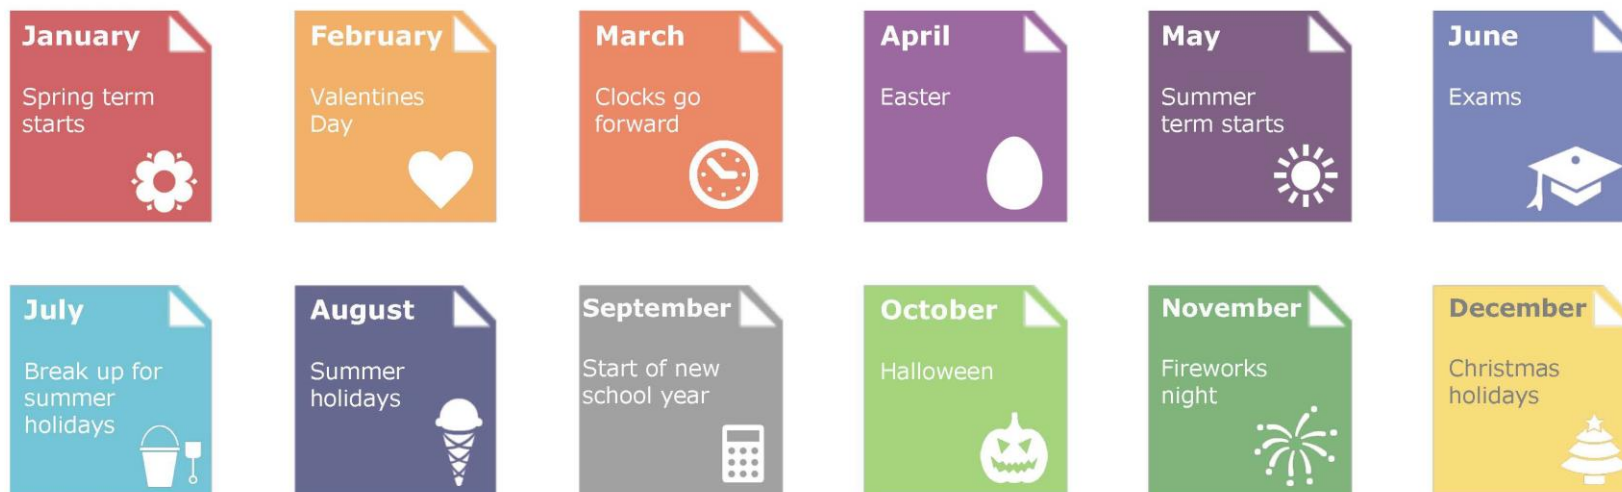 January
Spring term
starts
February
Valentines
Day
March
Clocks go
forward
April
Easter
May
Summer
term starts
June
Exams
July
Break up for
summer
holidays
August
Summer
holidays
September
Start of new
school year
October
Halloween
November
Fireworks
night
December
Christmas
holidays